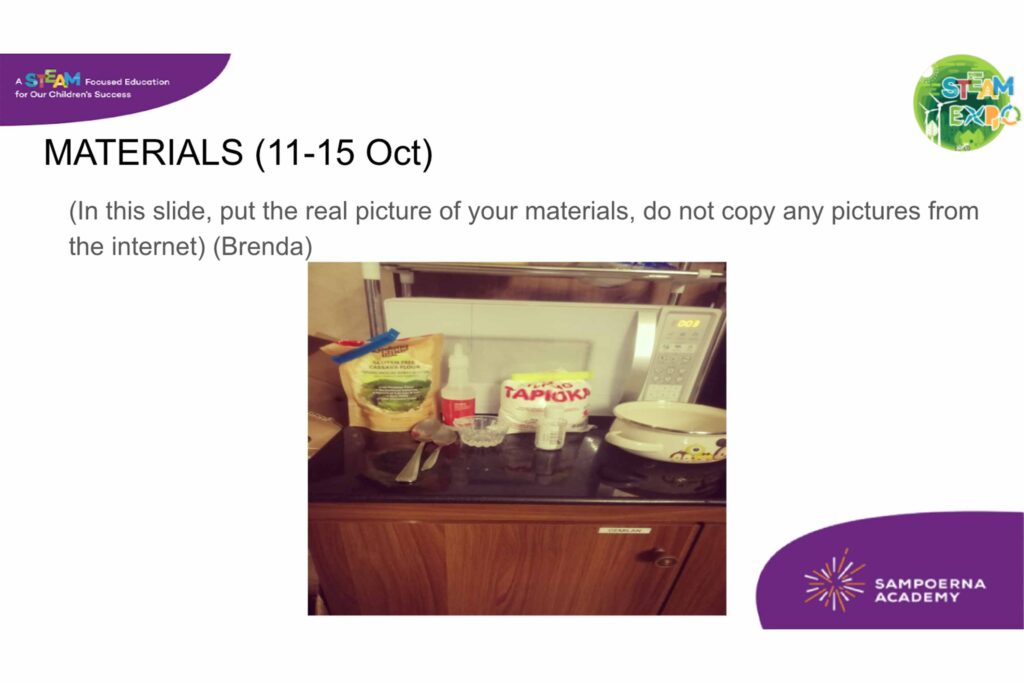 A STEAM Focused Education
for Our Children's Success
STEAM
EXPO
MATERIALS (11-15 Oct)
(In this slide, put the real picture of your materials, do not copy any pictures from
the internet) (Brenda)
GLUTEN FREE
CASSAVA FLOUR
TAPIOKA
CEMILAN
SAMPOERNA
ACADEMY